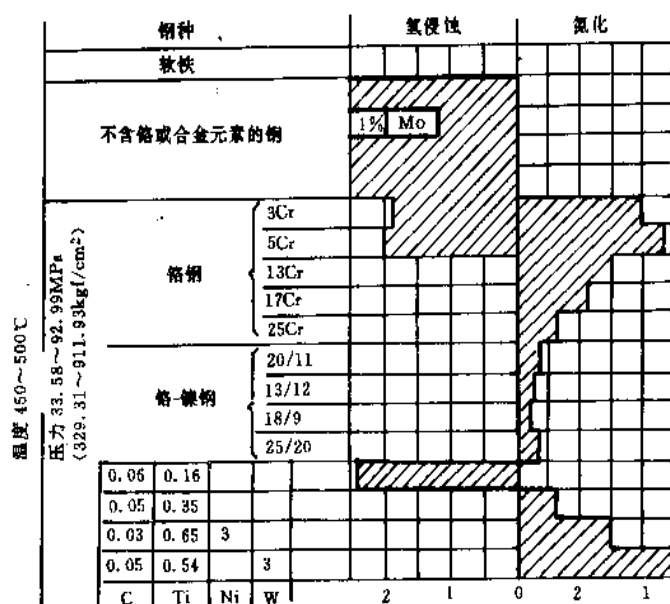 钢种 氢侵蚀 氮化
软铁
不含铬或合金元素的钢
1% Mo
铬钢
3Cr
5Cr
13Cr
17Cr
25Cr
铬-镍钢
20/11
13/12
18/9
25/20
温度 450~500℃
压力 33.58~92.99MPa
(329.31~911.93kgf/cm²)
0.06 0.16
0.05 0.35
0.03 0.65 3
0.05 0.54 3
C Ti Ni W 2 1 0 2 1